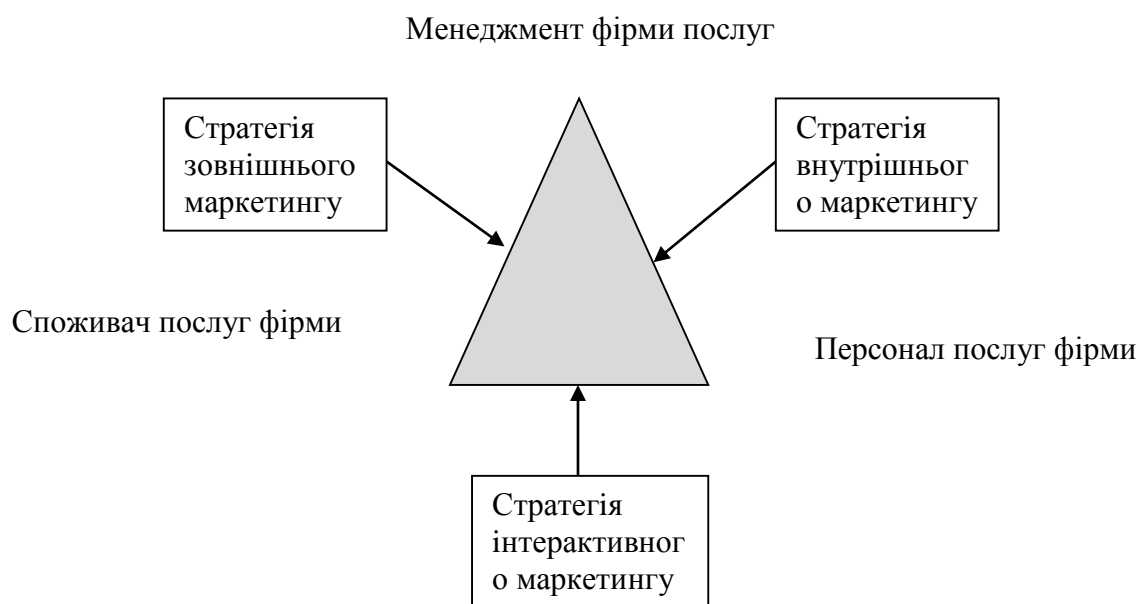 Менеджмент фірми послуг
Стратегія
зовнішнього
маркетингу
Стратегія
внутрішньог
о маркетингу
Споживач послуг фірми
Персонал послуг фірми
Стратегія
інтерактивног
о маркетингу